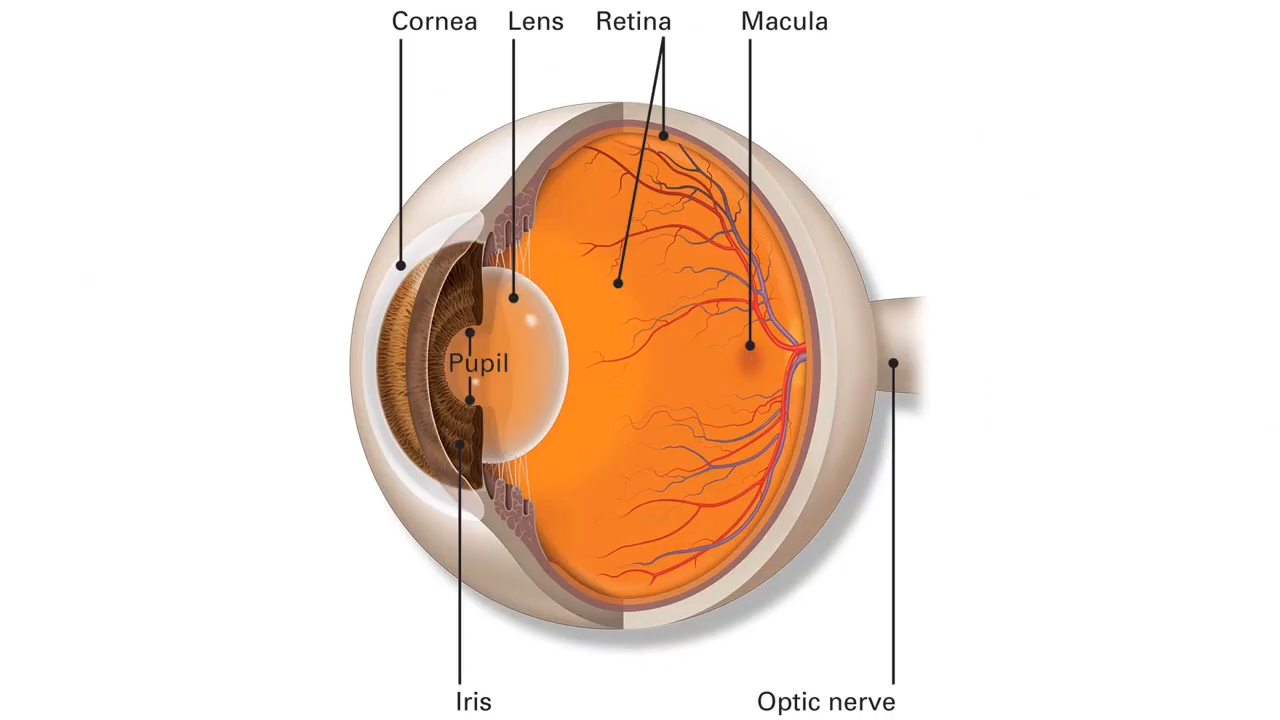 Cornea
Lens
Retina
Macula
Pupil
Iris
Optic nerve